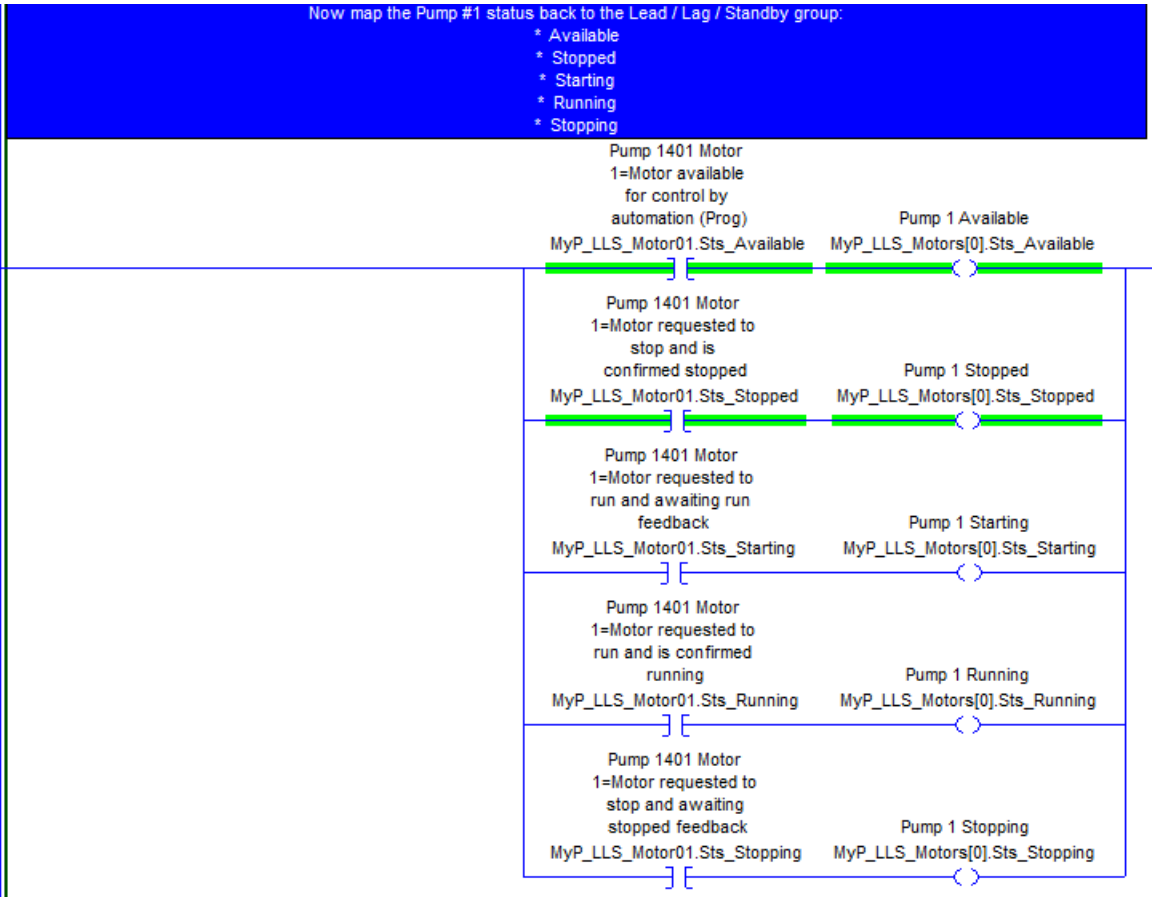 Now map the Pump #1 status back to the Lead / Lag / Standby group:
* Available
* Stopped
* Starting
* Running
* Stopping
Pump 1401 Motor
1=Motor available
for control by
automation (Prog)
MyP_LLS_Motor01.Sts_Available
Pump 1 Available
MyP_LLS_Motors[0].Sts_Available
Pump 1401 Motor
1=Motor requested to
stop and is
confirmed stopped
MyP_LLS_Motor01.Sts_Stopped
Pump 1 Stopped
MyP_LLS_Motors[0].Sts_Stopped
Pump 1401 Motor
1=Motor requested to
run and awaiting run
feedback
MyP_LLS_Motor01.Sts_Starting
Pump 1 Starting
MyP_LLS_Motors[0].Sts_Starting
Pump 1401 Motor
1=Motor requested to
run and is confirmed
running
MyP_LLS_Motor01.Sts_Running
Pump 1 Running
MyP_LLS_Motors[0].Sts_Running
Pump 1401 Motor
1=Motor requested to
stop and awaiting
stopped feedback
MyP_LLS_Motor01.Sts_Stopping
Pump 1 Stopping
MyP_LLS_Motors[0].Sts_Stopping